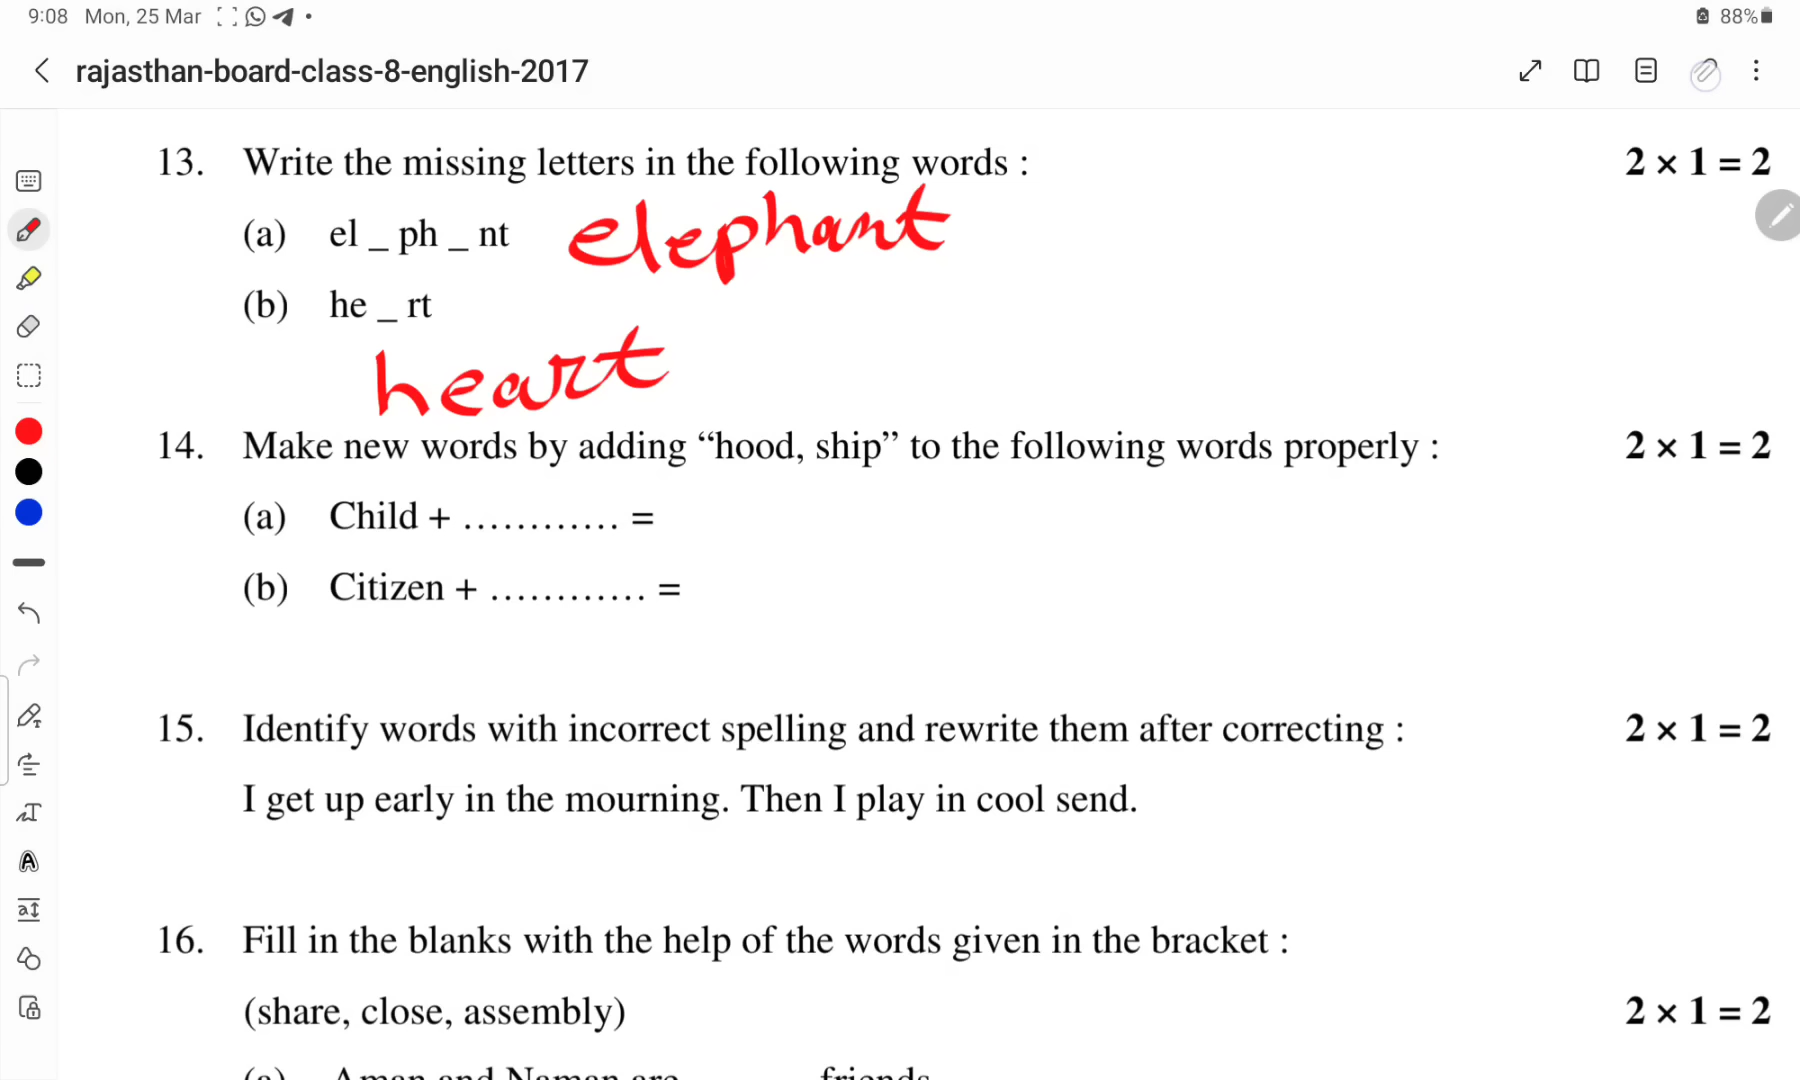 9:08 Mon, 25 Mar 88%
rajasthan-board-class-8-english-2017
13. Write the missing letters in the following words : 2 × 1 = 2
(a) el _ ph _ nt elephant
(b) he _ rt
heart
14. Make new words by adding “hood, ship” to the following words properly : 2 × 1 = 2
(a) Child + ............ =
(b) Citizen + ............ =
15. Identify words with incorrect spelling and rewrite them after correcting : 2 × 1 = 2
I get up early in the mourning. Then I play in cool send.
16. Fill in the blanks with the help of the words given in the bracket :
(share, close, assembly) 2 × 1 = 2
(a) Aman and Naman are friends